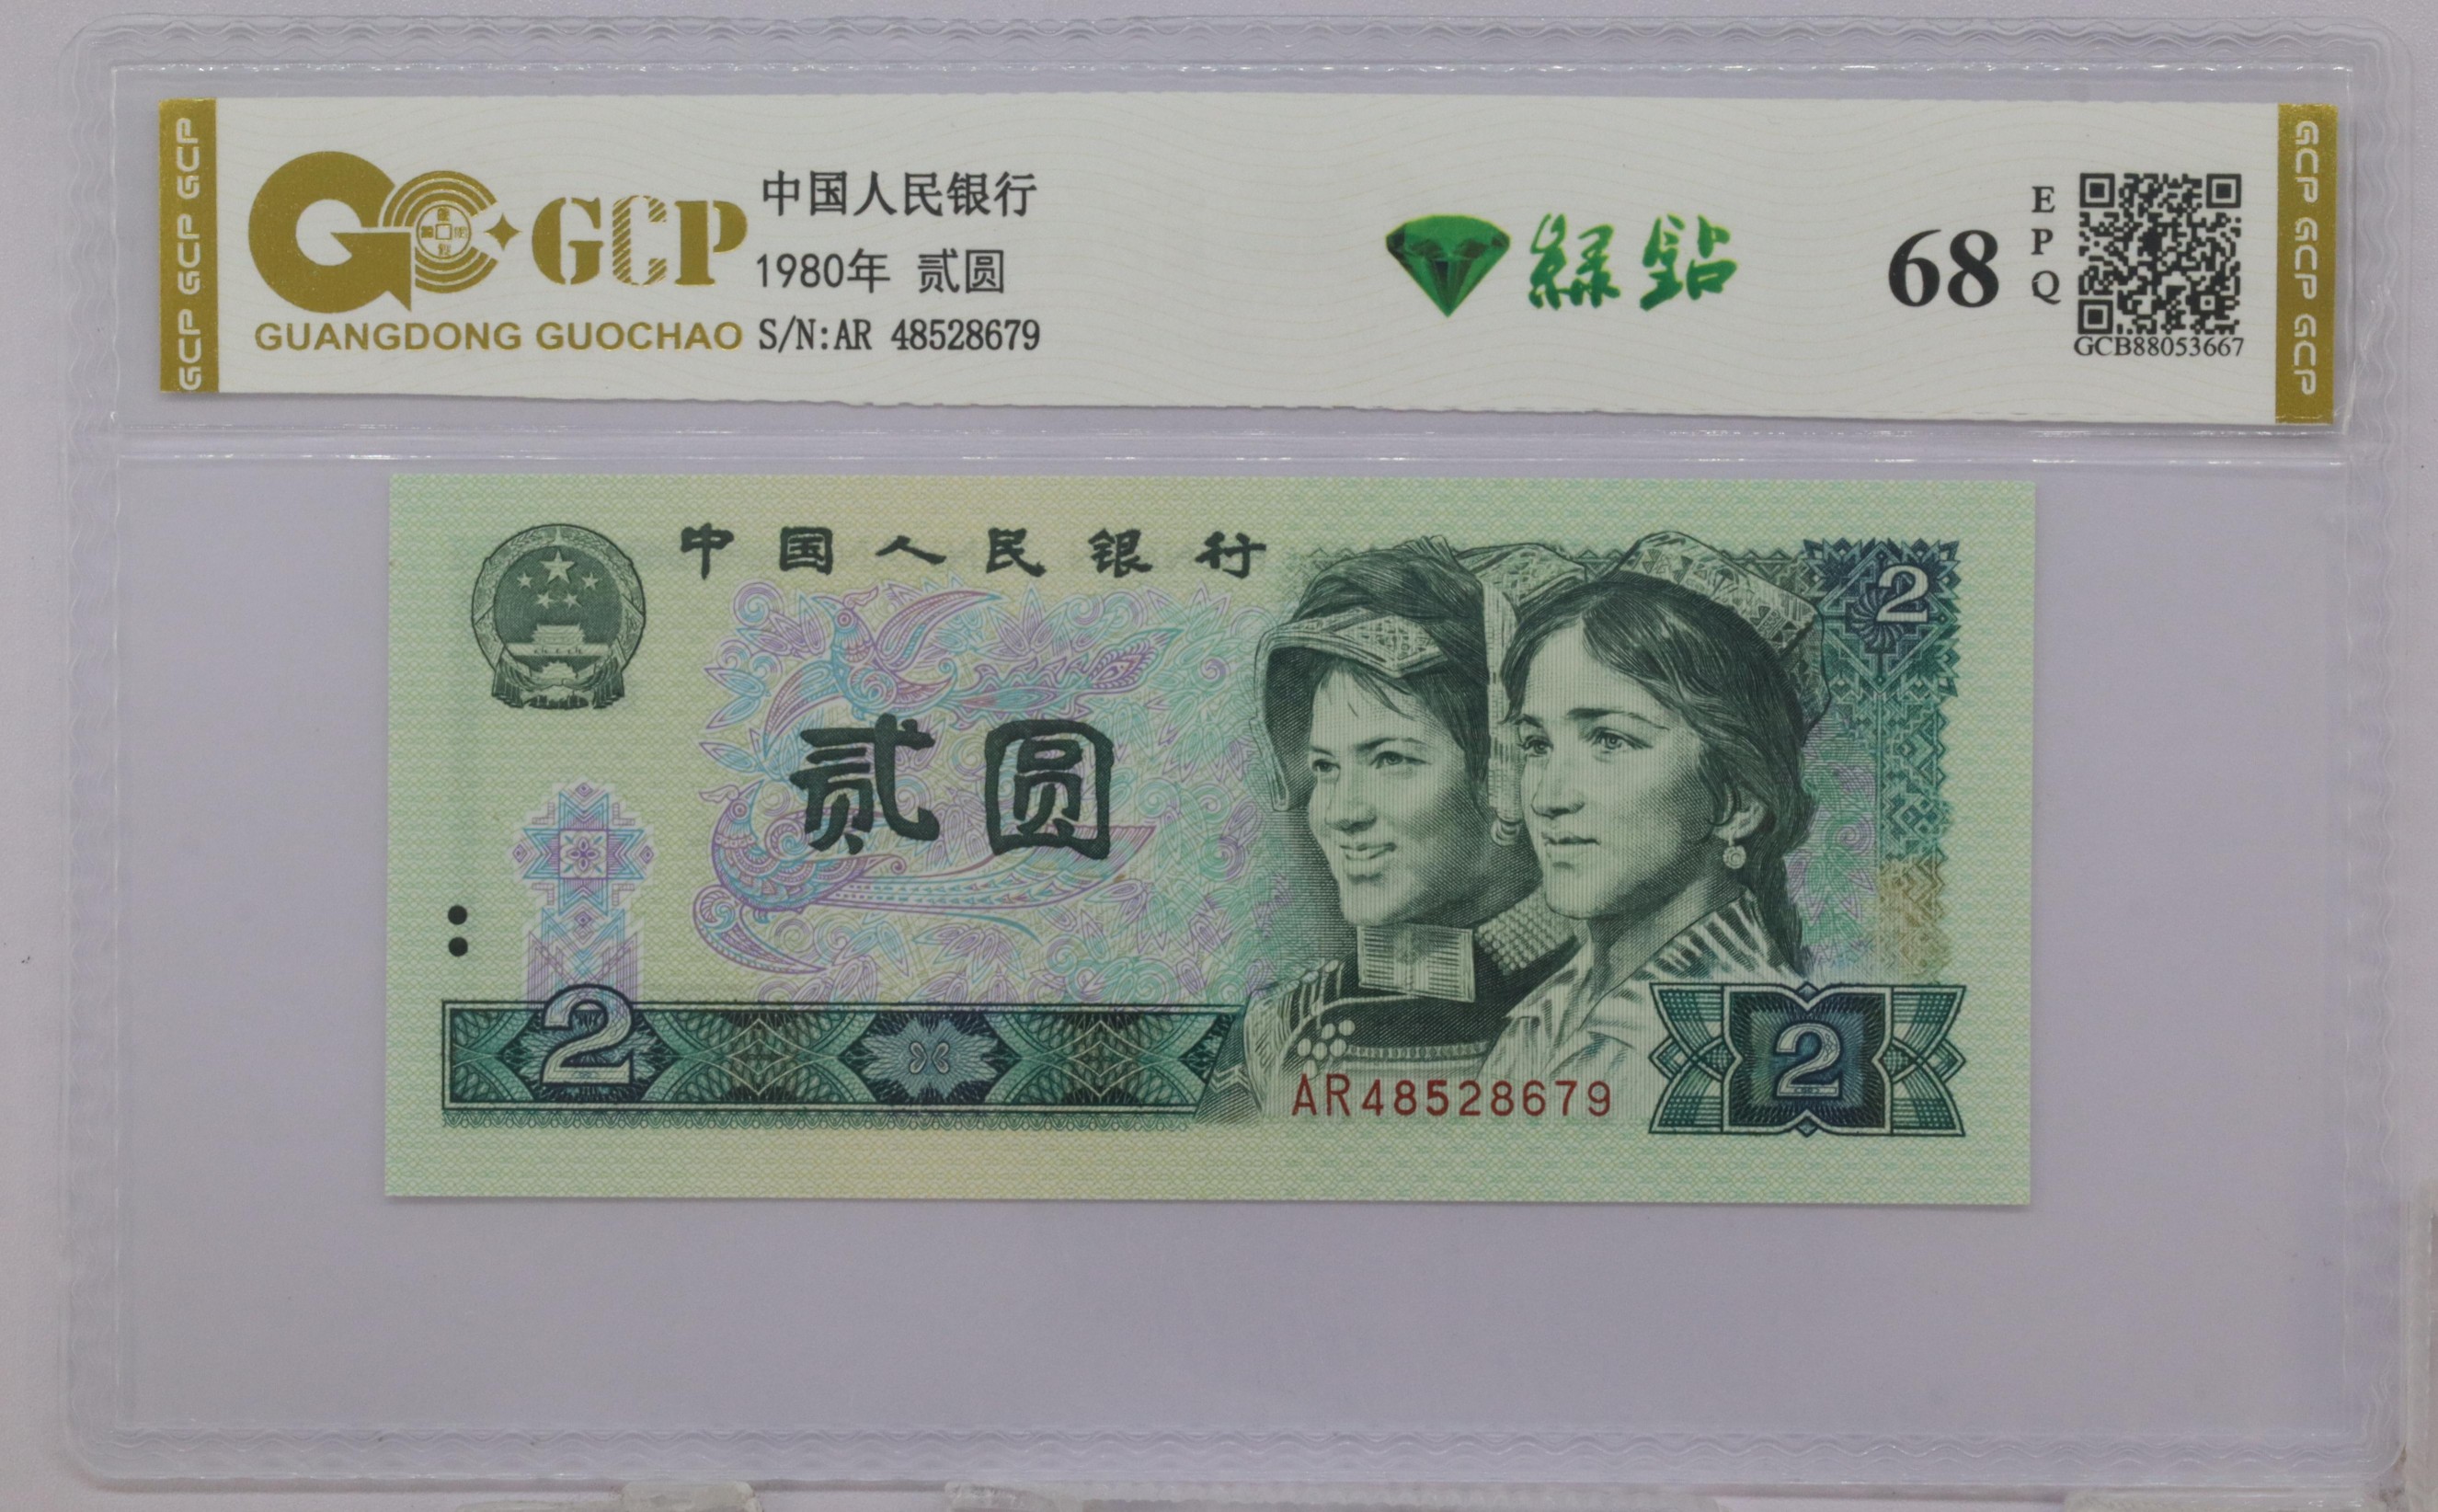 GCP GCP GCP
GCP
GUANGDONG GUOCHAO
中国人民银行
1980年 贰圆
S/N:AR 48528679
緑鉆
68
EPQ
GCB88053667
GCP GCP GCP
中国人民银行
2
贰圆
2
AR48528679
2